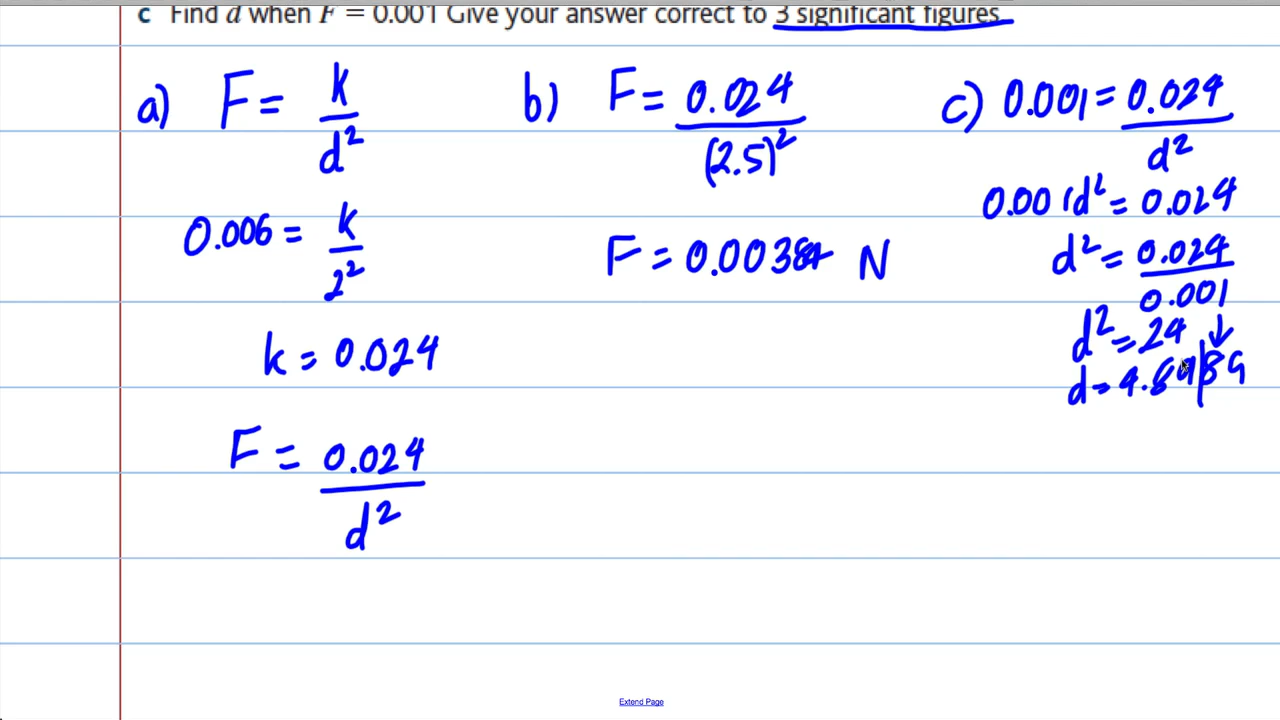 c Find d when F = 0.001 Give your answer correct to 3 significant figures.
a) F = k/d²
0.006 = k/2²
k = 0.024
F = 0.024/d²
b) F = 0.024/(2.5)²
F = 0.00384 N
c) 0.001 = 0.024/d²
0.001d² = 0.024
d² = 0.024/0.001
d² = 24
d = 4.89|89
Extend Page